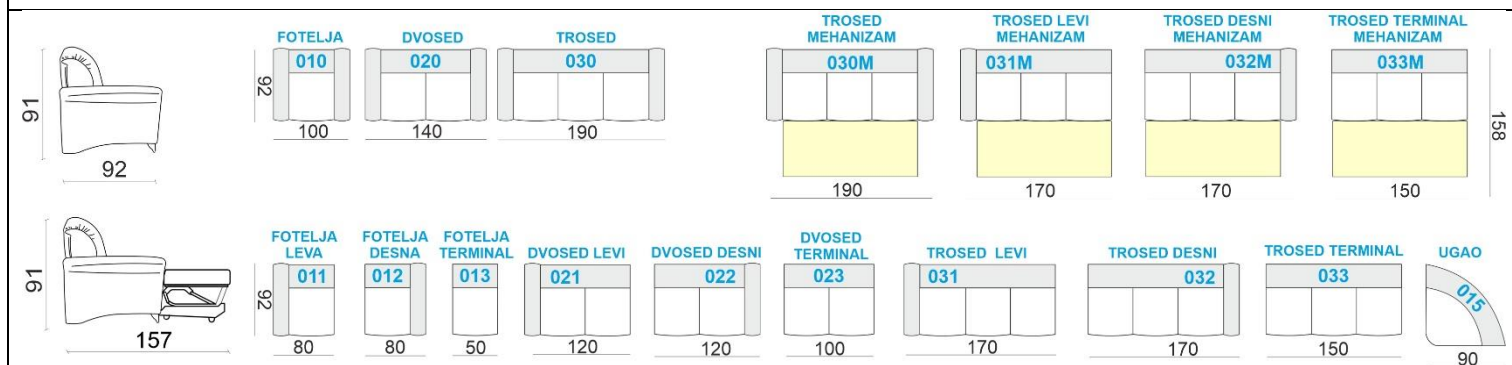 FOTELJA
010
92
100
DVOSED
020
140
TROSED
030
190
TROSED
MEHANIZAM
030M
190
TROSED LEVI
MEHANIZAM
031M
170
TROSED DESNI
MEHANIZAM
032M
170
TROSED TERMINAL
MEHANIZAM
033M
150
158
91
92
91
157
FOTELJA
LEVA
011
92
80
FOTELJA
DESNA
012
80
FOTELJA
TERMINAL
013
50
DVOSED LEVI
021
120
DVOSED DESNI
022
120
DVOSED
TERMINAL
023
100
TROSED LEVI
031
170
TROSED DESNI
032
170
TROSED TERMINAL
033
150
UGAO
015
90